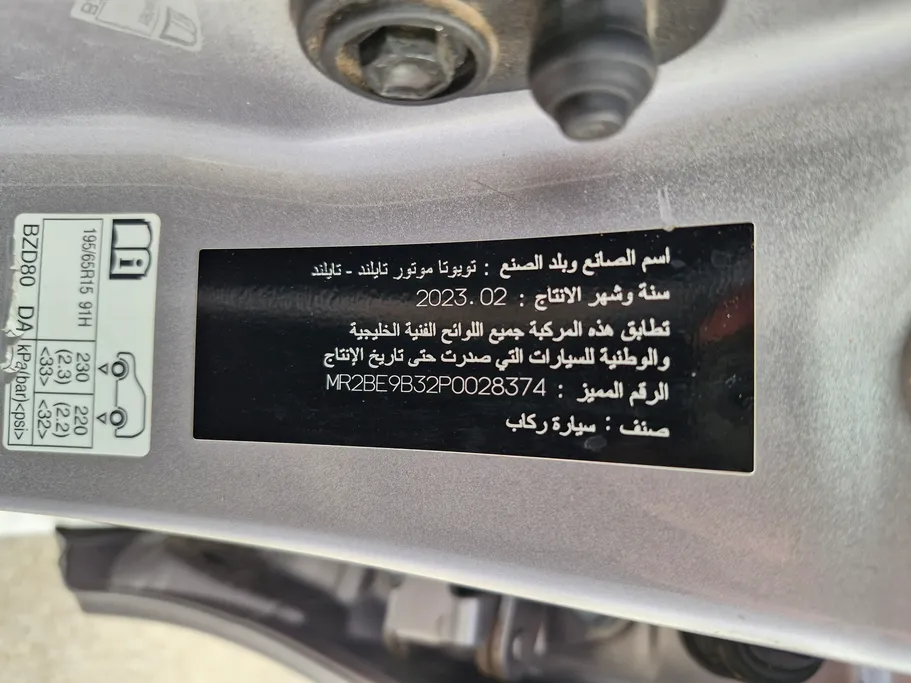 اسم الصانع وبلد الصنع : تويوتا موتور تايلند - تايلند
سنة وشهر الانتاج : 2023.02
تطابق هذه المركبة جميع اللوائح الفنية الخليجية
والوطنية للسيارات التي صدرت حتى تاريخ الإنتاج
الرقم المميز : MR2BE9B32P0028374
صنف : سيارة ركاب
195/65R15 91H
230
(2.3)
<33>
220
(2.2)
<32>
BZD80 DA kPa(bar)<psi>